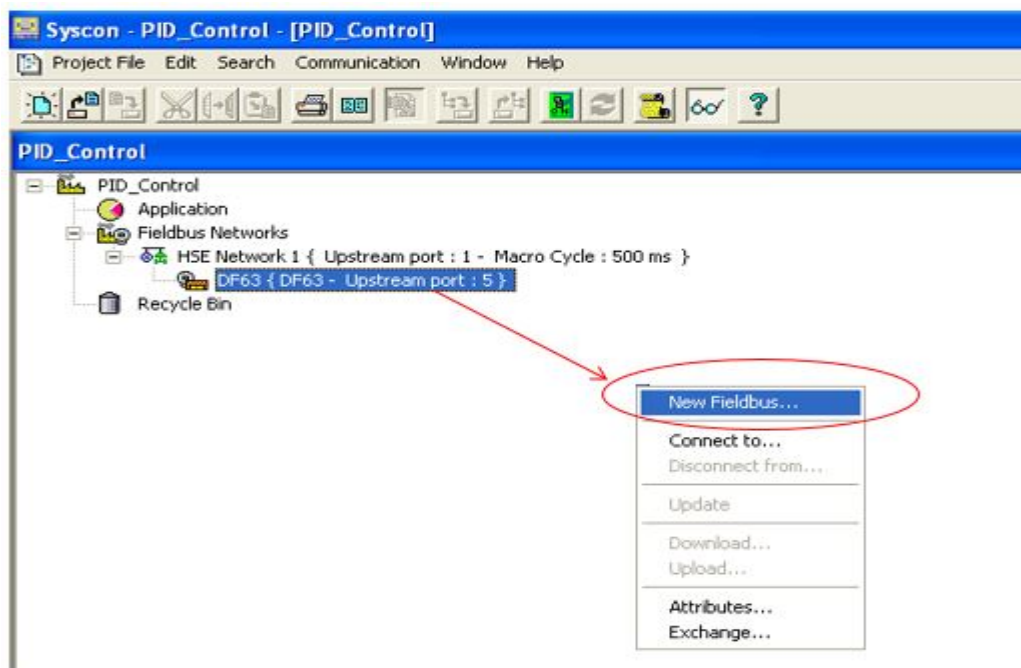 Syscon - PID_Control - [PID_Control]
Project File Edit Search Communication Window Help
PID_Control
PID_Control
Application
Fieldbus Networks
HSE Network 1 { Upstream port : 1 - Macro Cycle : 500 ms }
DF63 { DF63 - Upstream port : 5 }
Recycle Bin
New Fieldbus...
Connect to...
Disconnect from...
Update
Download...
Upload...
Attributes...
Exchange...